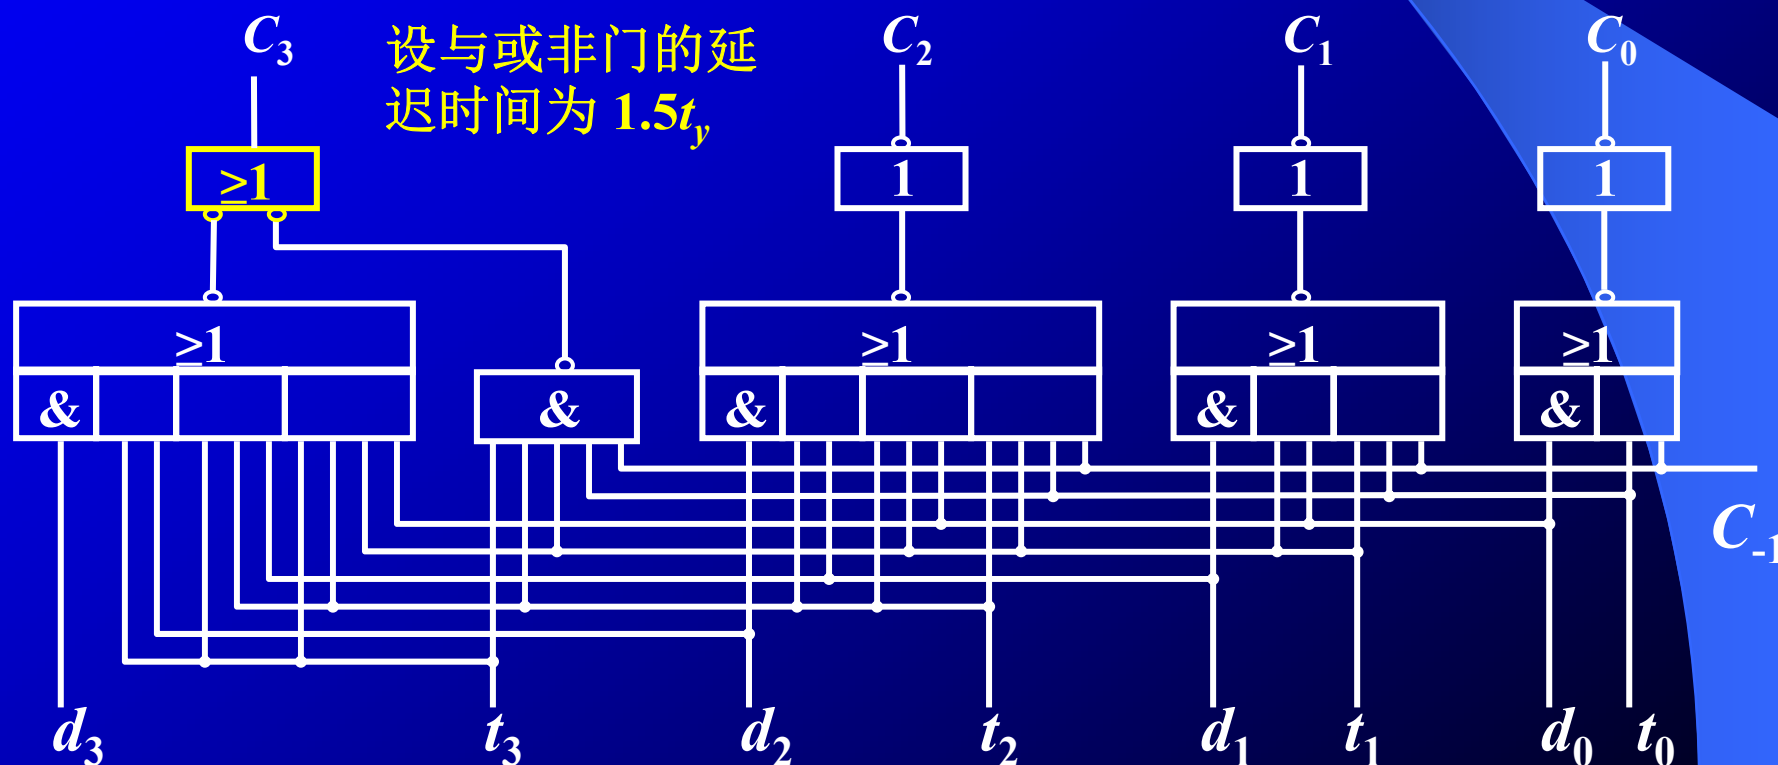 C₃ 设与或非门的延 C₂ C₁ C₀
迟时间为 1.5tᵧ
≥1 1 1 1
≥1 ≥1 ≥1 ≥1
& & & & &
C₋₁
d₃ t₃ d₂ t₂ d₁ t₁ d₀ t₀